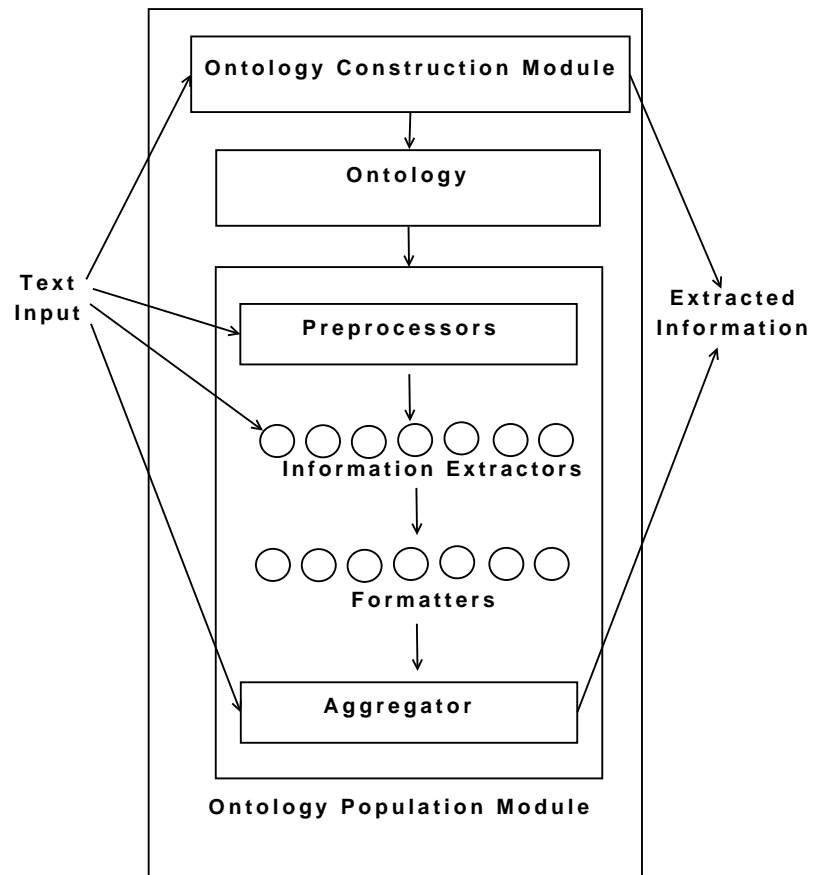 Ontology Construction Module
Ontology
Text
Input
Extracted
Information
Preprocessors
Information Extractors
Formatters
Aggregator
Ontology Population Module